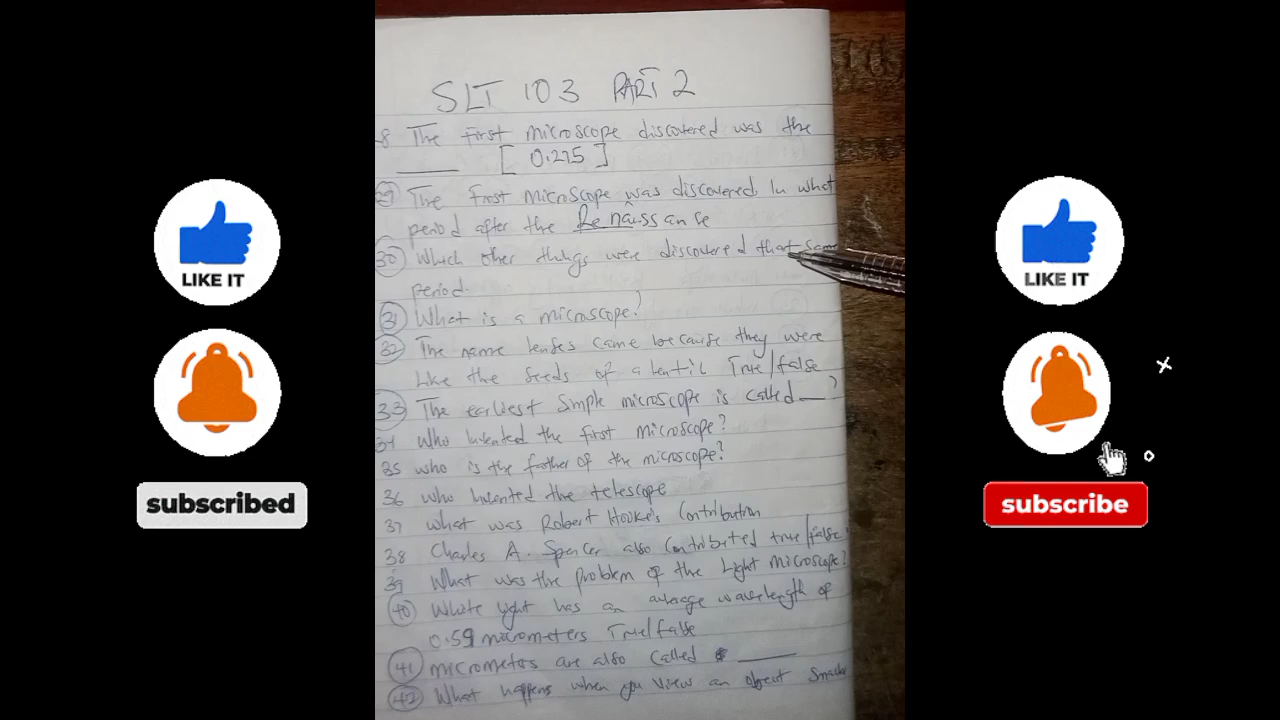 SLT 103 PART 2
8 The First microscope discovered was the
____ [0.275]
29 The First Microscope was discovered In what
period after the Renaissanse
30 Which other things were discovered that same
period.
31 What is a microscope?
32 The name lenses came because they were
Like the Seeds of a lentil True/false
33 The earliest Simple microscope is called___?
34 Who Invented the first microscope?
35 who is the father of the microscope?
36 who Invented the telescope
37 What was Robert Hooke's Contribution
38 Charles A. Spencer also Contributed true/false?
39 What was the problem of the Light microscope?
40 White light has an average wavelength of
0.59 micrometers True/False
41 micrometers are also called ____
42 What happens when you View an object
LIKE IT
subscribed
LIKE IT
subscribe